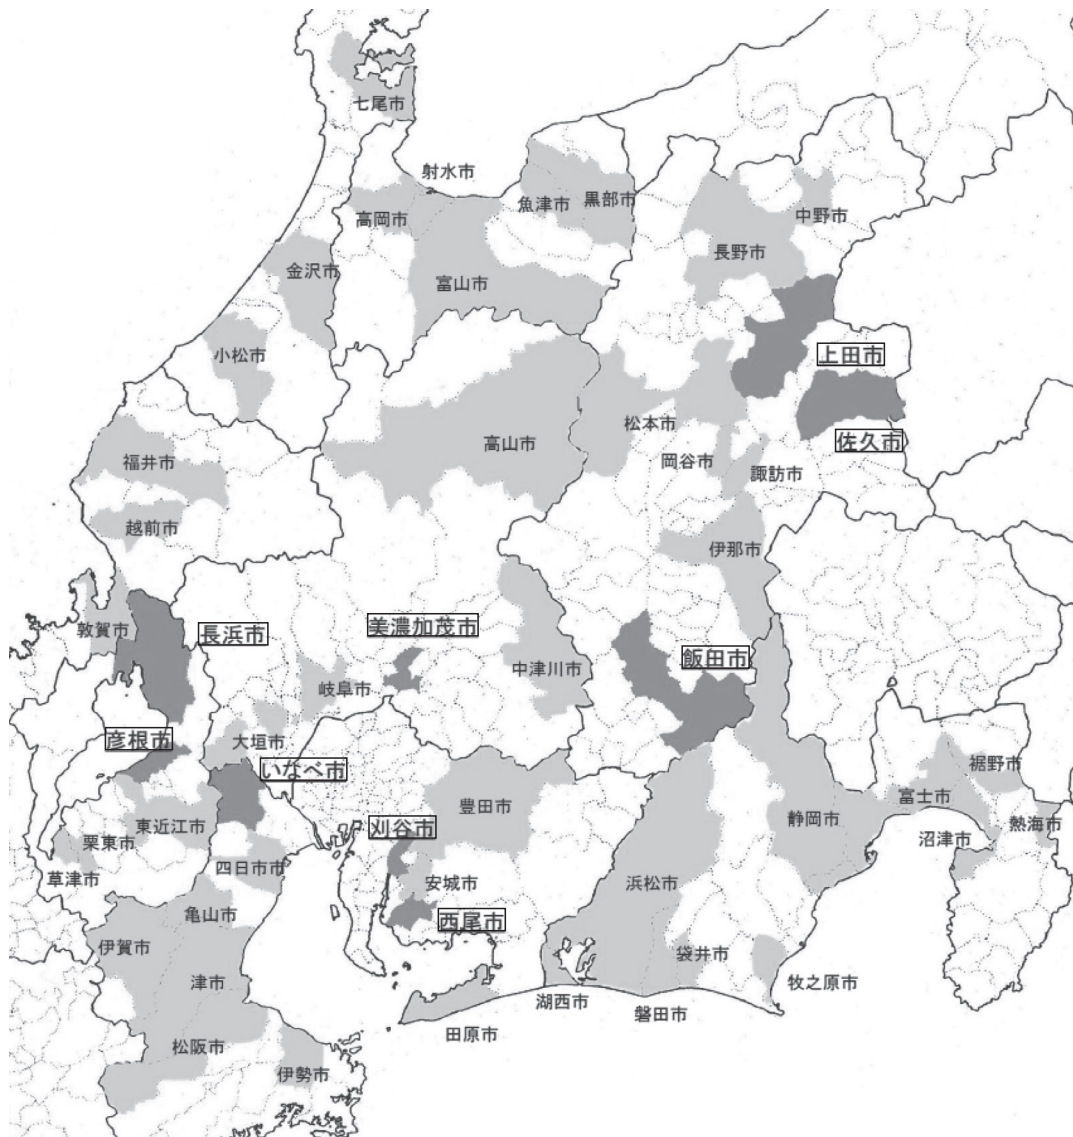 七尾市
射水市
魚津市
黒部市
高岡市
中野市
長野市
金沢市
富山市
小松市
上田市
松本市
高山市
佐久市
岡谷市
諏訪市
福井市
越前市
伊那市
敦賀市
長浜市
美濃加茂市
飯田市
中津川市
岐阜市
彦根市
大垣市
いなべ市
裾野市
富士市
豊田市
静岡市
熱海市
東近江市
刈谷市
沼津市
栗東市
四日市市
草津市
安城市
浜松市
亀山市
西尾市
伊賀市
袋井市
津市
牧之原市
湖西市
磐田市
田原市
松阪市
伊勢市